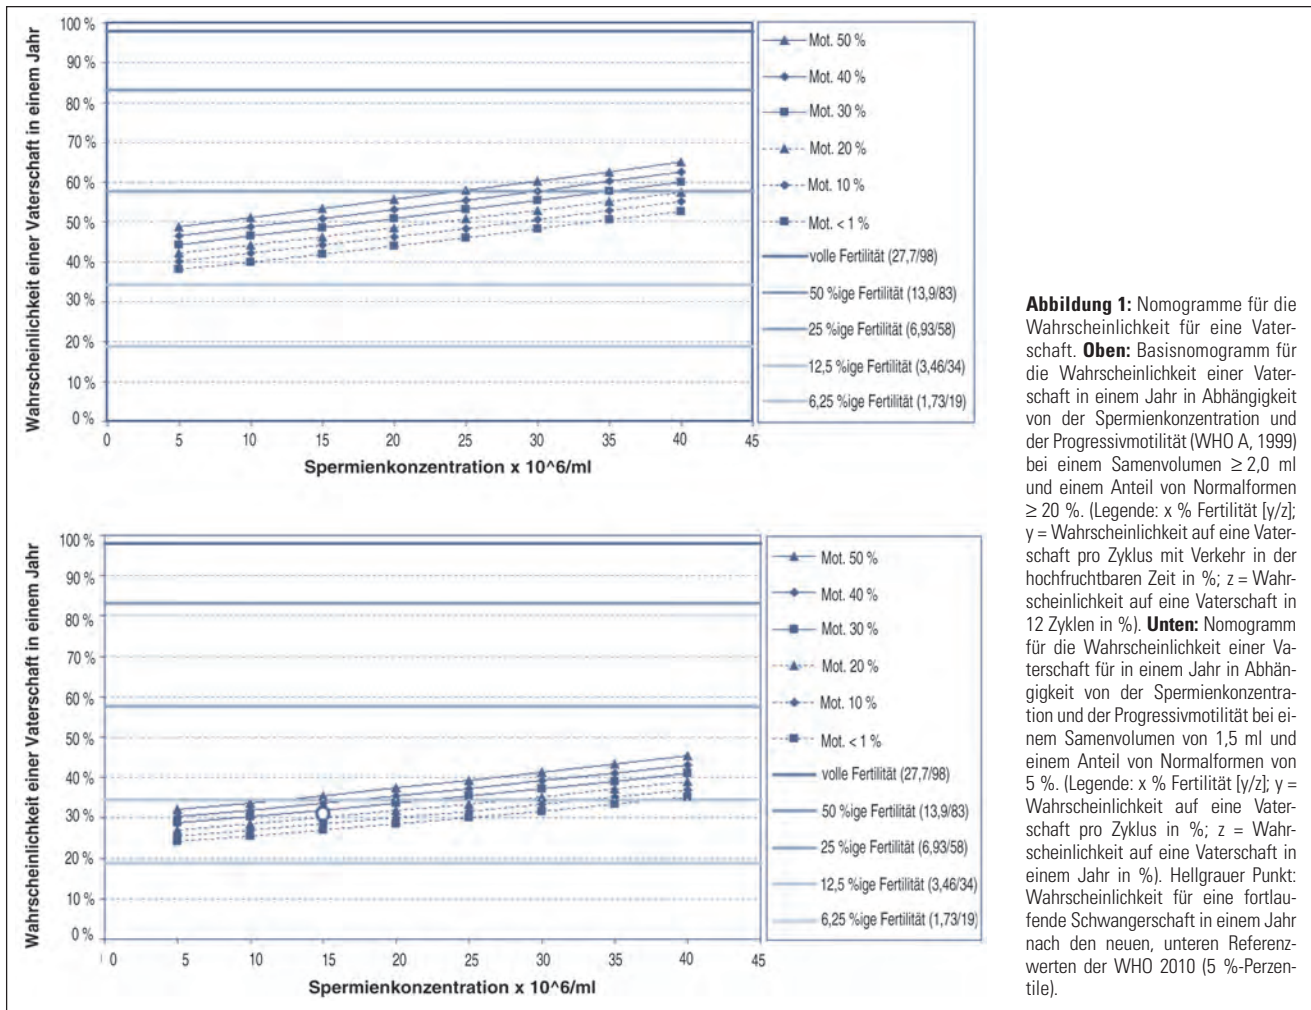 Wahrscheinlichkeit einer Vaterschaft in einem Jahr
100 %
90 %
80 %
70 %
60 %
50 %
40 %
30 %
20 %
10 %
0 %
0 5 10 15 20 25 30 35 40 45
Spermienkonzentration x 10^6/ml
Mot. 50 %
Mot. 40 %
Mot. 30 %
Mot. 20 %
Mot. 10 %
Mot. < 1 %
volle Fertilität (27,7/98)
50 %ige Fertilität (13,9/83)
25 %ige Fertilität (6,93/58)
12,5 %ige Fertilität (3,46/34)
6,25 %ige Fertilität (1,73/19)
Wahrscheinlichkeit einer Vaterschaft in einem Jahr
100 %
90 %
80 %
70 %
60 %
50 %
40 %
30 %
20 %
10 %
0 %
0 5 10 15 20 25 30 35 40 45
Spermienkonzentration x 10^6/ml
Mot. 50 %
Mot. 40 %
Mot. 30 %
Mot. 20 %
Mot. 10 %
Mot. < 1 %
volle Fertilität (27,7/98)
50 %ige Fertilität (13,9/83)
25 %ige Fertilität (6,93/58)
12,5 %ige Fertilität (3,46/34)
6,25 %ige Fertilität (1,73/19)
Abbildung 1: Nomogramme für die
Wahrscheinlichkeit für eine Vater-
schaft. Oben: Basisnomogramm für
die Wahrscheinlichkeit einer Vater-
schaft in einem Jahr in Abhängigkeit
von der Spermienkonzentration und
der Progressivmotilität (WHO A, 1999)
bei einem Samenvolumen ≥ 2,0 ml
und einem Anteil von Normalformen
≥ 20 %. (Legende: x % Fertilität [y/z];
y = Wahrscheinlichkeit auf eine Vater-
schaft pro Zyklus mit Verkehr in der
hochfruchtbaren Zeit in %; z = Wahr-
scheinlichkeit auf eine Vaterschaft in
12 Zyklen in %). Unten: Nomogramm
für die Wahrscheinlichkeit einer Va-
terschaft für in einem Jahr in Abhän-
gigkeit von der Spermienkonzentra-
tion und der Progressivmotilität bei ei-
nem Samenvolumen von 1,5 ml und
einem Anteil von Normalformen von
5 %. (Legende: x % Fertilität [y/z]; y =
Wahrscheinlichkeit auf eine Vater-
schaft pro Zyklus in %; z = Wahr-
scheinlichkeit auf eine Vaterschaft in
einem Jahr in %). Hellgrauer Punkt:
Wahrscheinlichkeit für eine fortlau-
fende Schwangerschaft in einem Jahr
nach den neuen, unteren Referenz-
werten der WHO 2010 (5 %-Perzen-
tile).